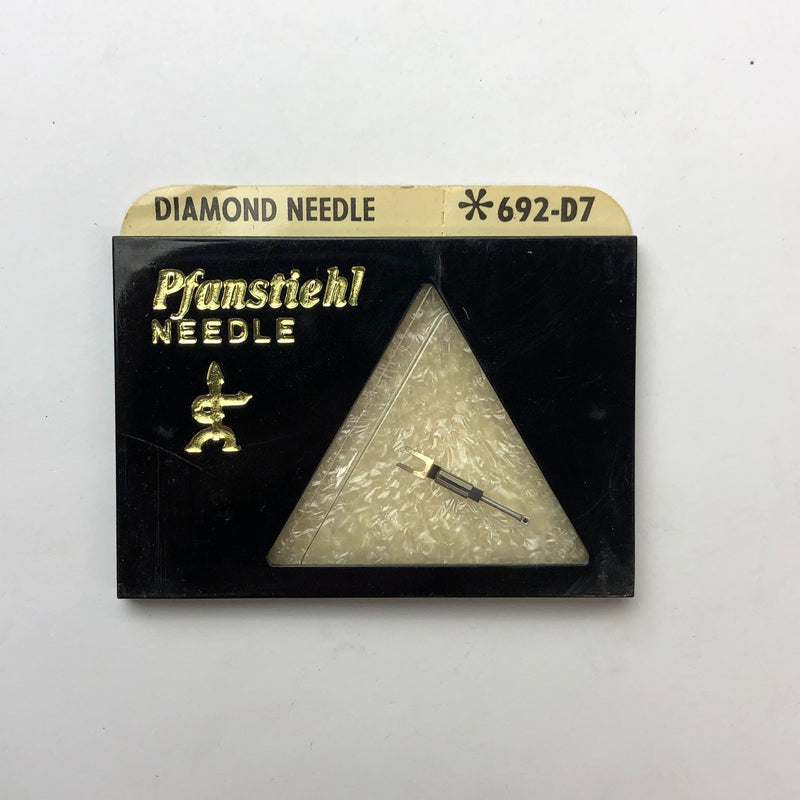 DIAMOND NEEDLE *692-D7
Pfanstiehl
NEEDLE